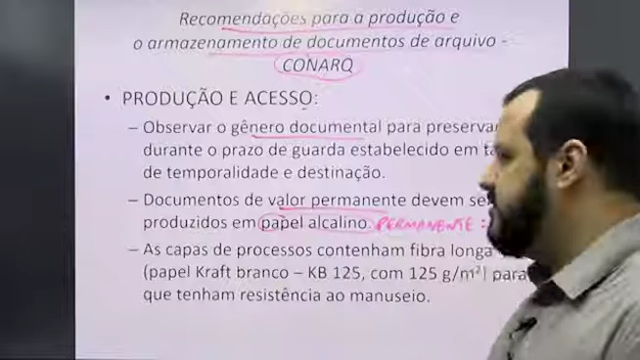 Recomendações para a produção e
o armazenamento de documentos de arquivo -
CONARQ
• PRODUÇÃO E ACESSO:
– Observar o gênero documental para preservar
durante o prazo de guarda estabelecido em
de temporalidade e destinação.
– Documentos de valor permanente devem
produzidos em papel alcalino. PERMANENTE :
– As capas de processos contenham fibra longa
(papel Kraft branco – KB 125, com 125 g/m²) para
que tenham resistência ao manuseio.